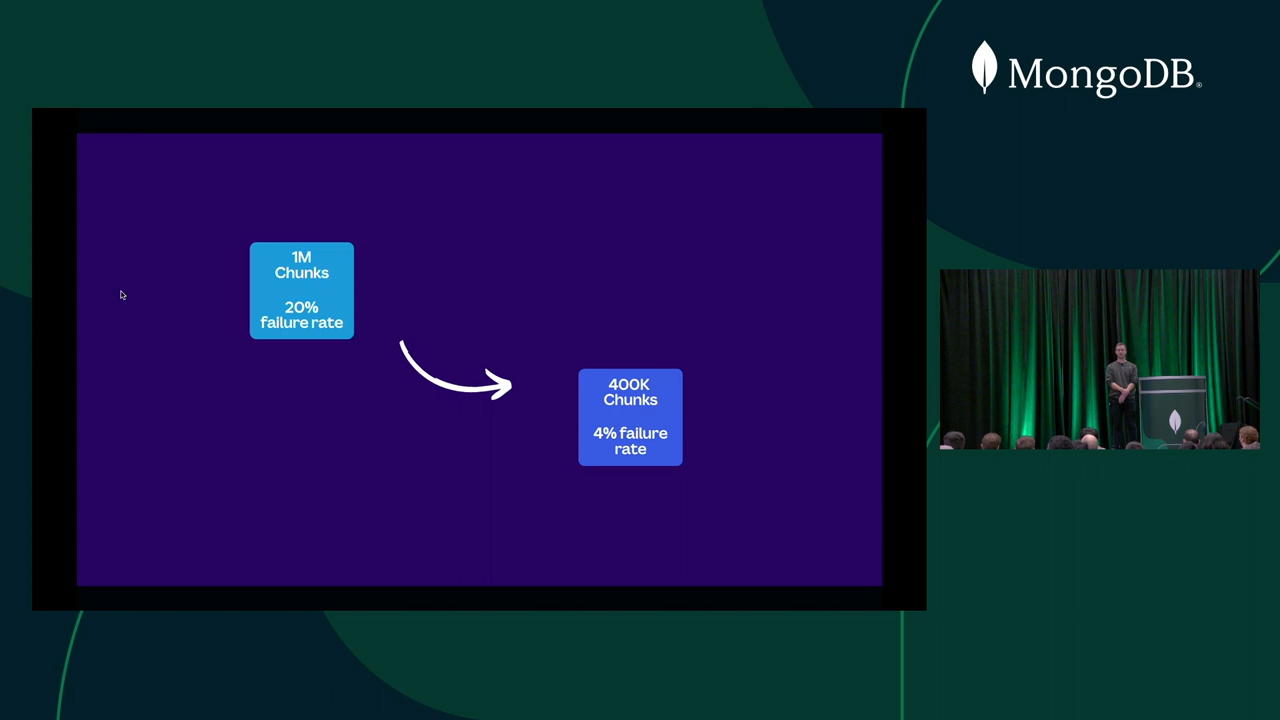 MongoDB®
1M
Chunks
20%
failure rate
400K
Chunks
4% failure
rate